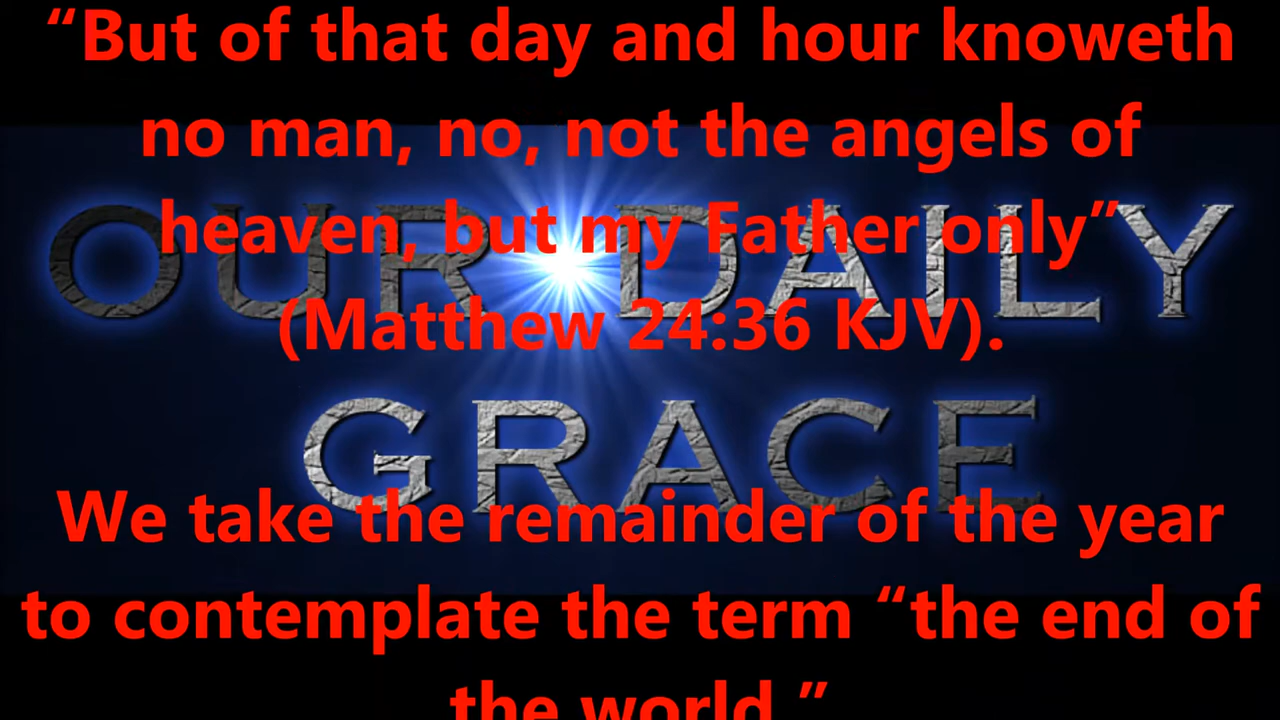 “But of that day and hour knoweth
no man, no, not the angels of
heaven, but my Father only”
OUR DAILY
(Matthew 24:36 KJV).
GRACE
We take the remainder of the year
to contemplate the term “the end of
the world.”